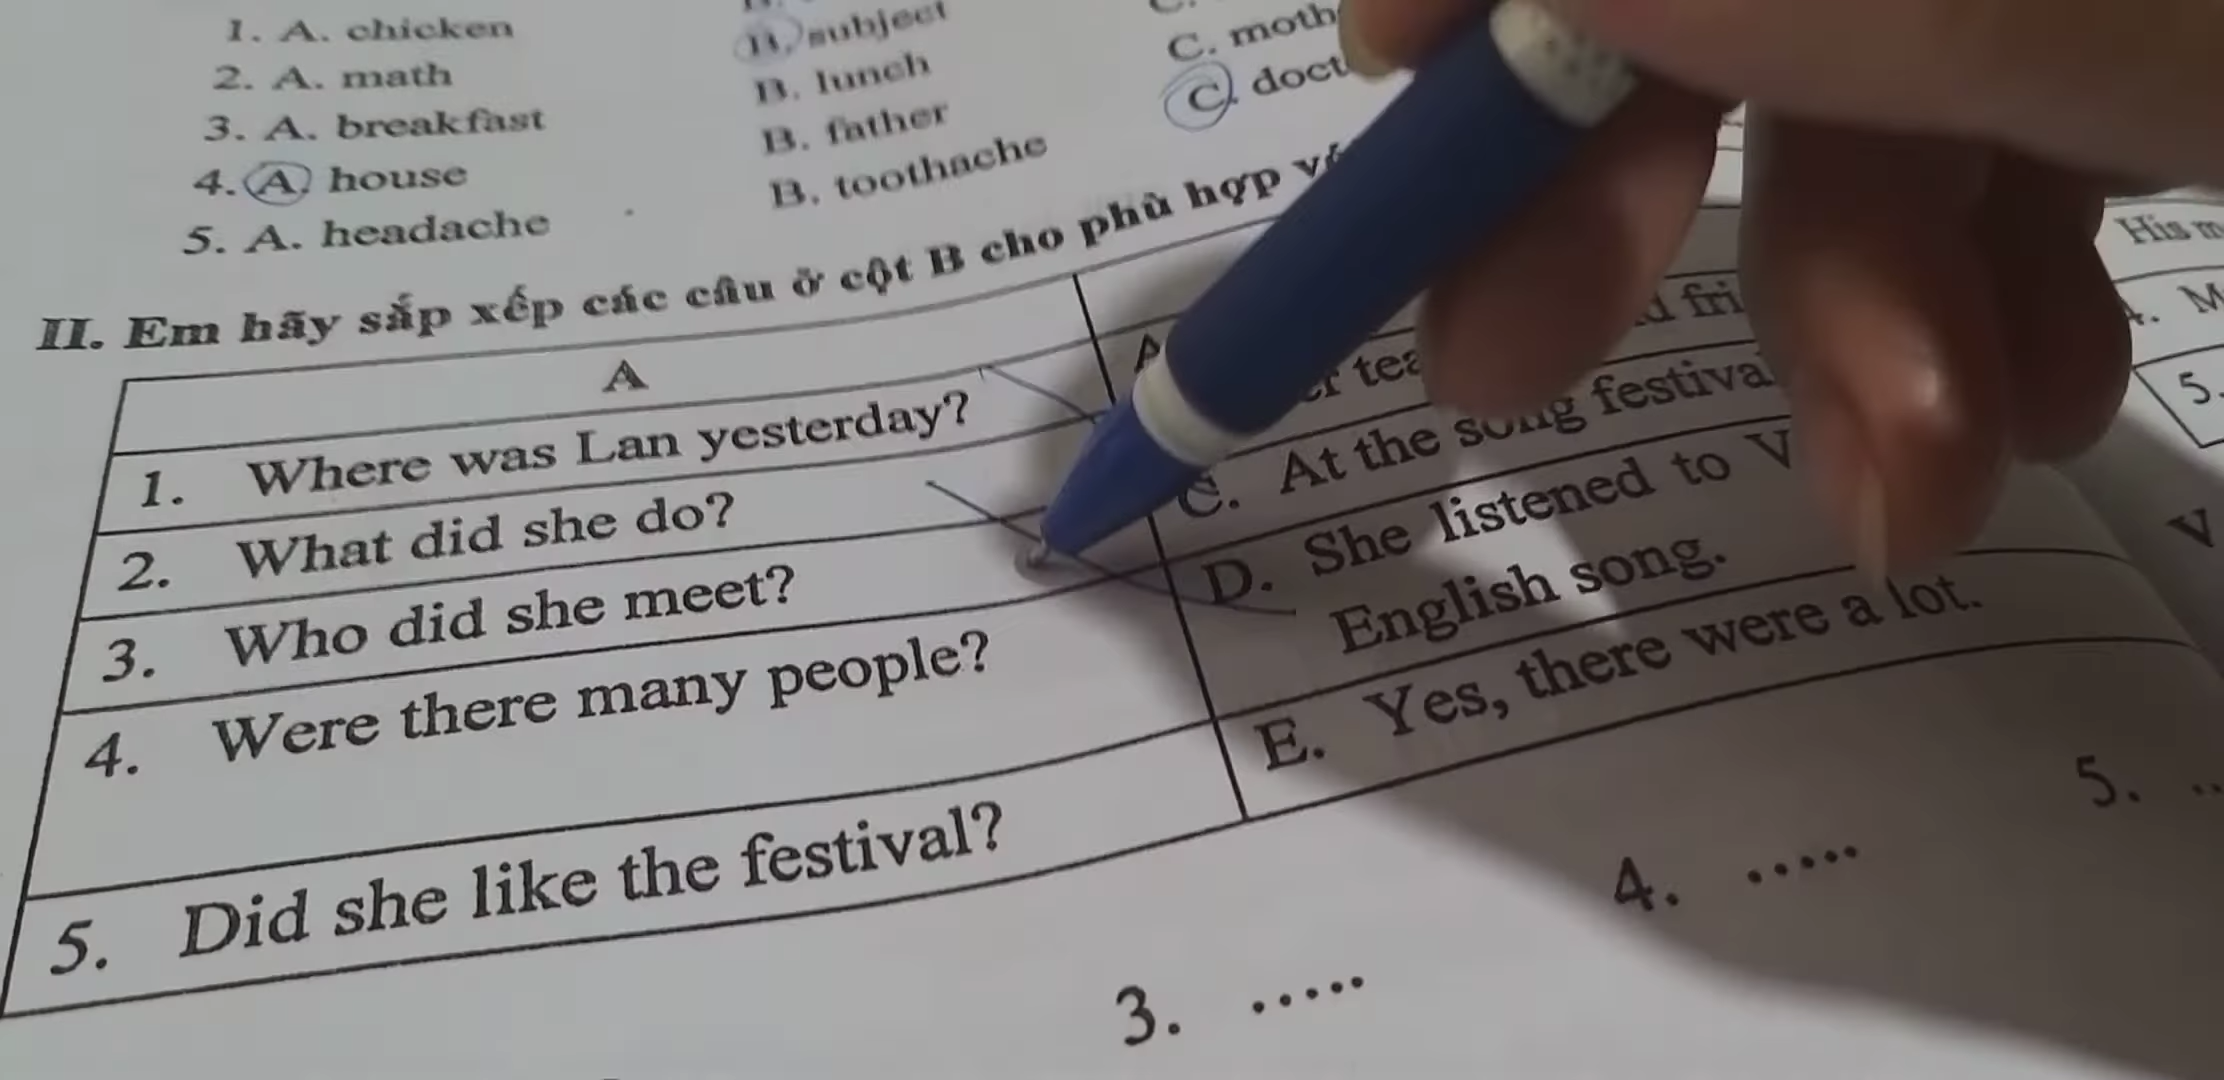 1. A. chicken
B. subject
C.
2. A. math
B. lunch
C.
3. A. breakfast
B. father
C.
4. A. house
B. toothache
5. A. headache
II. Em hãy sắp xếp các câu ở cột B cho phù hợp
A
1. Where was Lan yesterday?
2. What did she do?
3. Who did she meet?
4. Were there many people?
5. Did she like the festival?
A
C. At the song festival
D. She listened to
English song.
E. Yes, there were a lot.
3. .....
4. .....
5. ..
His
5.